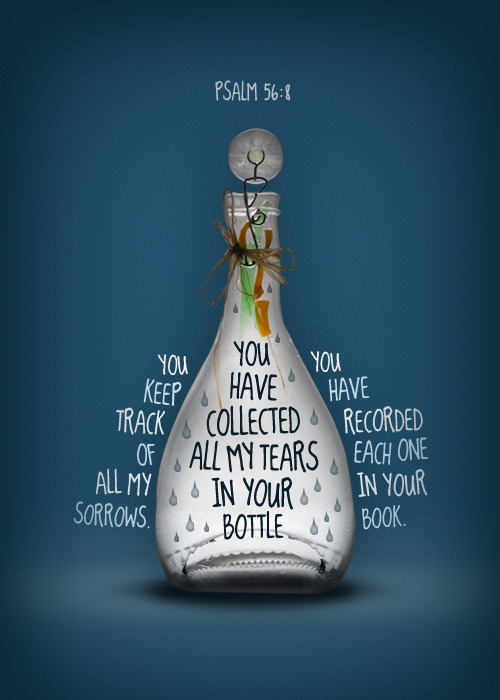 PSALM 56:8
YOU
KEEP
TRACK
OF
ALL MY
SORROWS.
YOU
HAVE
COLLECTED
ALL MY TEARS
IN YOUR
BOTTLE.
YOU
HAVE
RECORDED
EACH ONE
IN YOUR
BOOK.